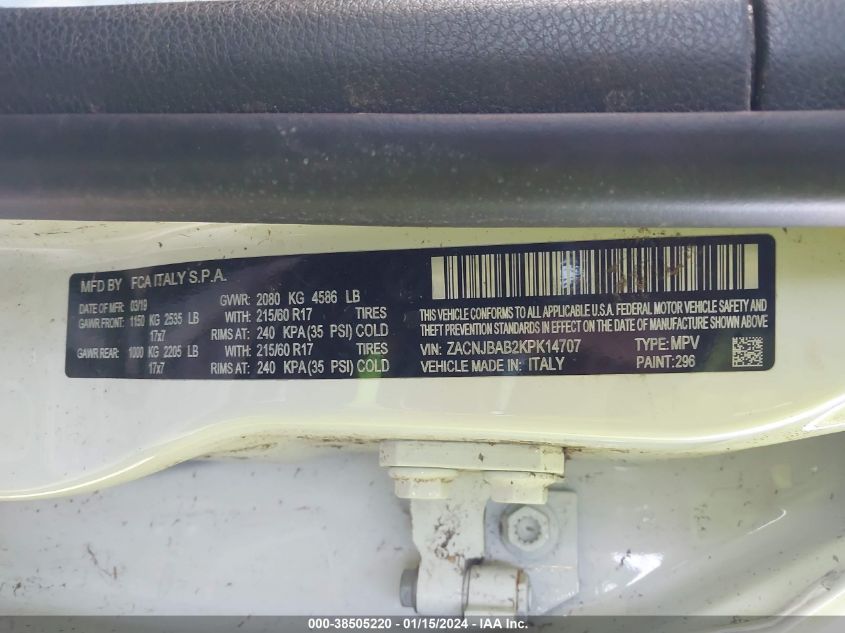 MFD BY FCA ITALY S.P.A.
DATE OF MFR: 03/19 GVWR: 2080 KG 4586 LB
GAWR FRONT: 1150 KG 2535 LB WITH: 215/60 R17 TIRES
17x7 RIMS AT: 240 KPA (35 PSI) COLD
GAWR REAR: 1000 KG 2205 LB WITH: 215/60 R17 TIRES
17x7 RIMS AT: 240 KPA (35 PSI) COLD
THIS VEHICLE CONFORMS TO ALL APPLICABLE U.S.A. FEDERAL MOTOR VEHICLE SAFETY AND
THEFT PREVENTION STANDARDS IN EFFECT ON THE DATE OF MANUFACTURE SHOWN ABOVE.
VIN: ZACNJBAB2KPK14707 TYPE: MPV
VEHICLE MADE IN: ITALY PAINT: 296
000-38505220 - 01/15/2024 - IAA Inc.